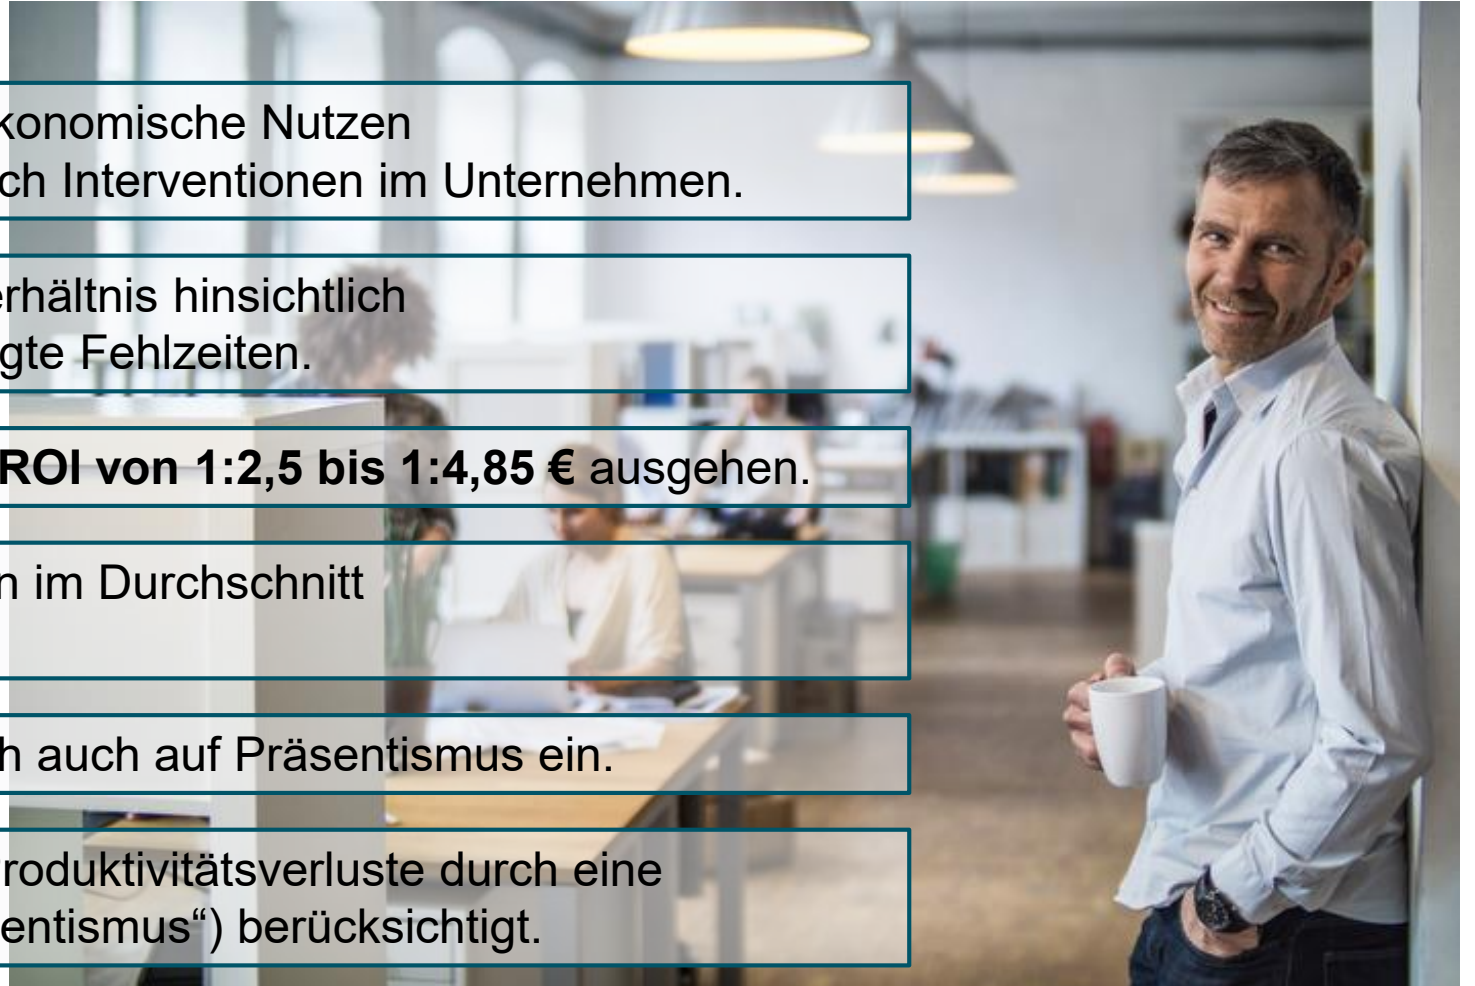 konomische Nutzen
ch Interventionen im Unternehmen.
erhältnis hinsichtlich
gte Fehlzeiten.
ROI von 1:2,5 bis 1:4,85 € ausgehen.
n im Durchschnitt
h auch auf Präsentismus ein.
roduktivitätsverluste durch eine
entismus“) berücksichtigt.